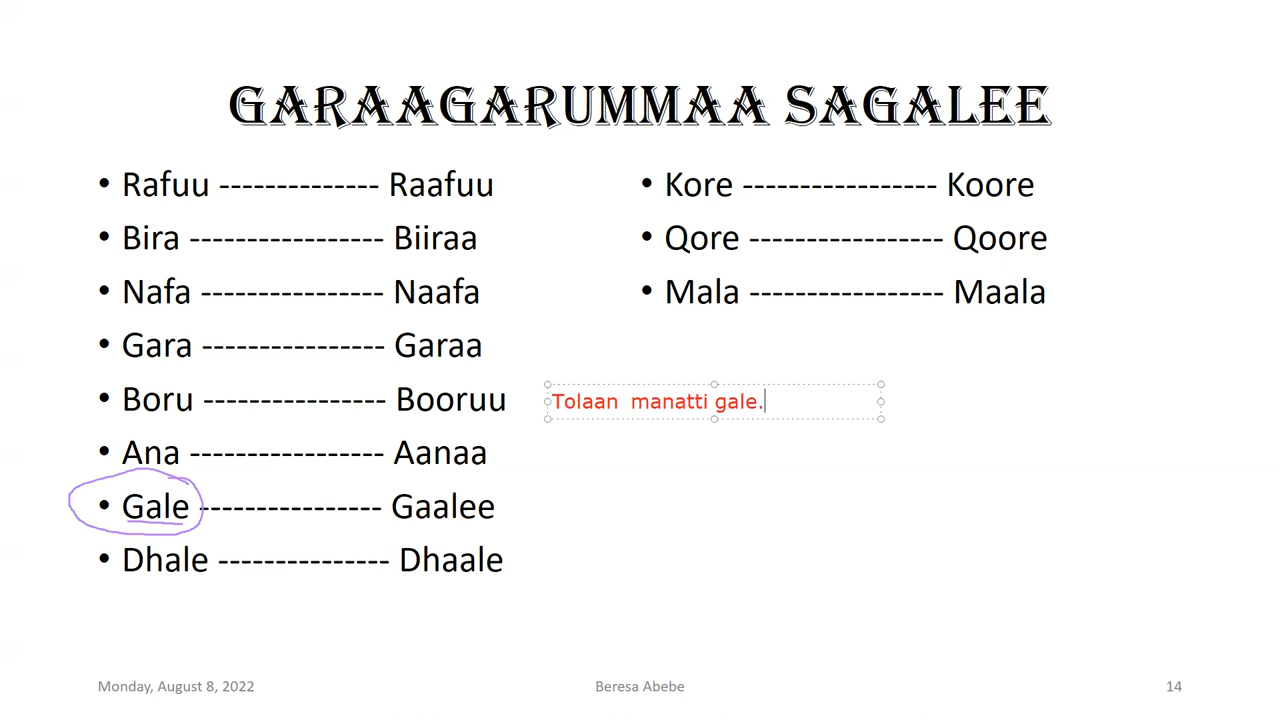 GARAAGARUMMAA SAGALEE
• Rafuu -------------- Raafuu
• Bira ----------------- Biiraa
• Nafa ---------------- Naafa
• Gara ---------------- Garaa
• Boru ---------------- Booruu
• Ana ----------------- Aanaa
• Gale ---------------- Gaalee
• Dhale --------------- Dhaale
• Kore ----------------- Koore
• Qore ----------------- Qoore
• Mala ----------------- Maala
Tolaan manatti gale.
Monday, August 8, 2022
Beresa Abebe
14